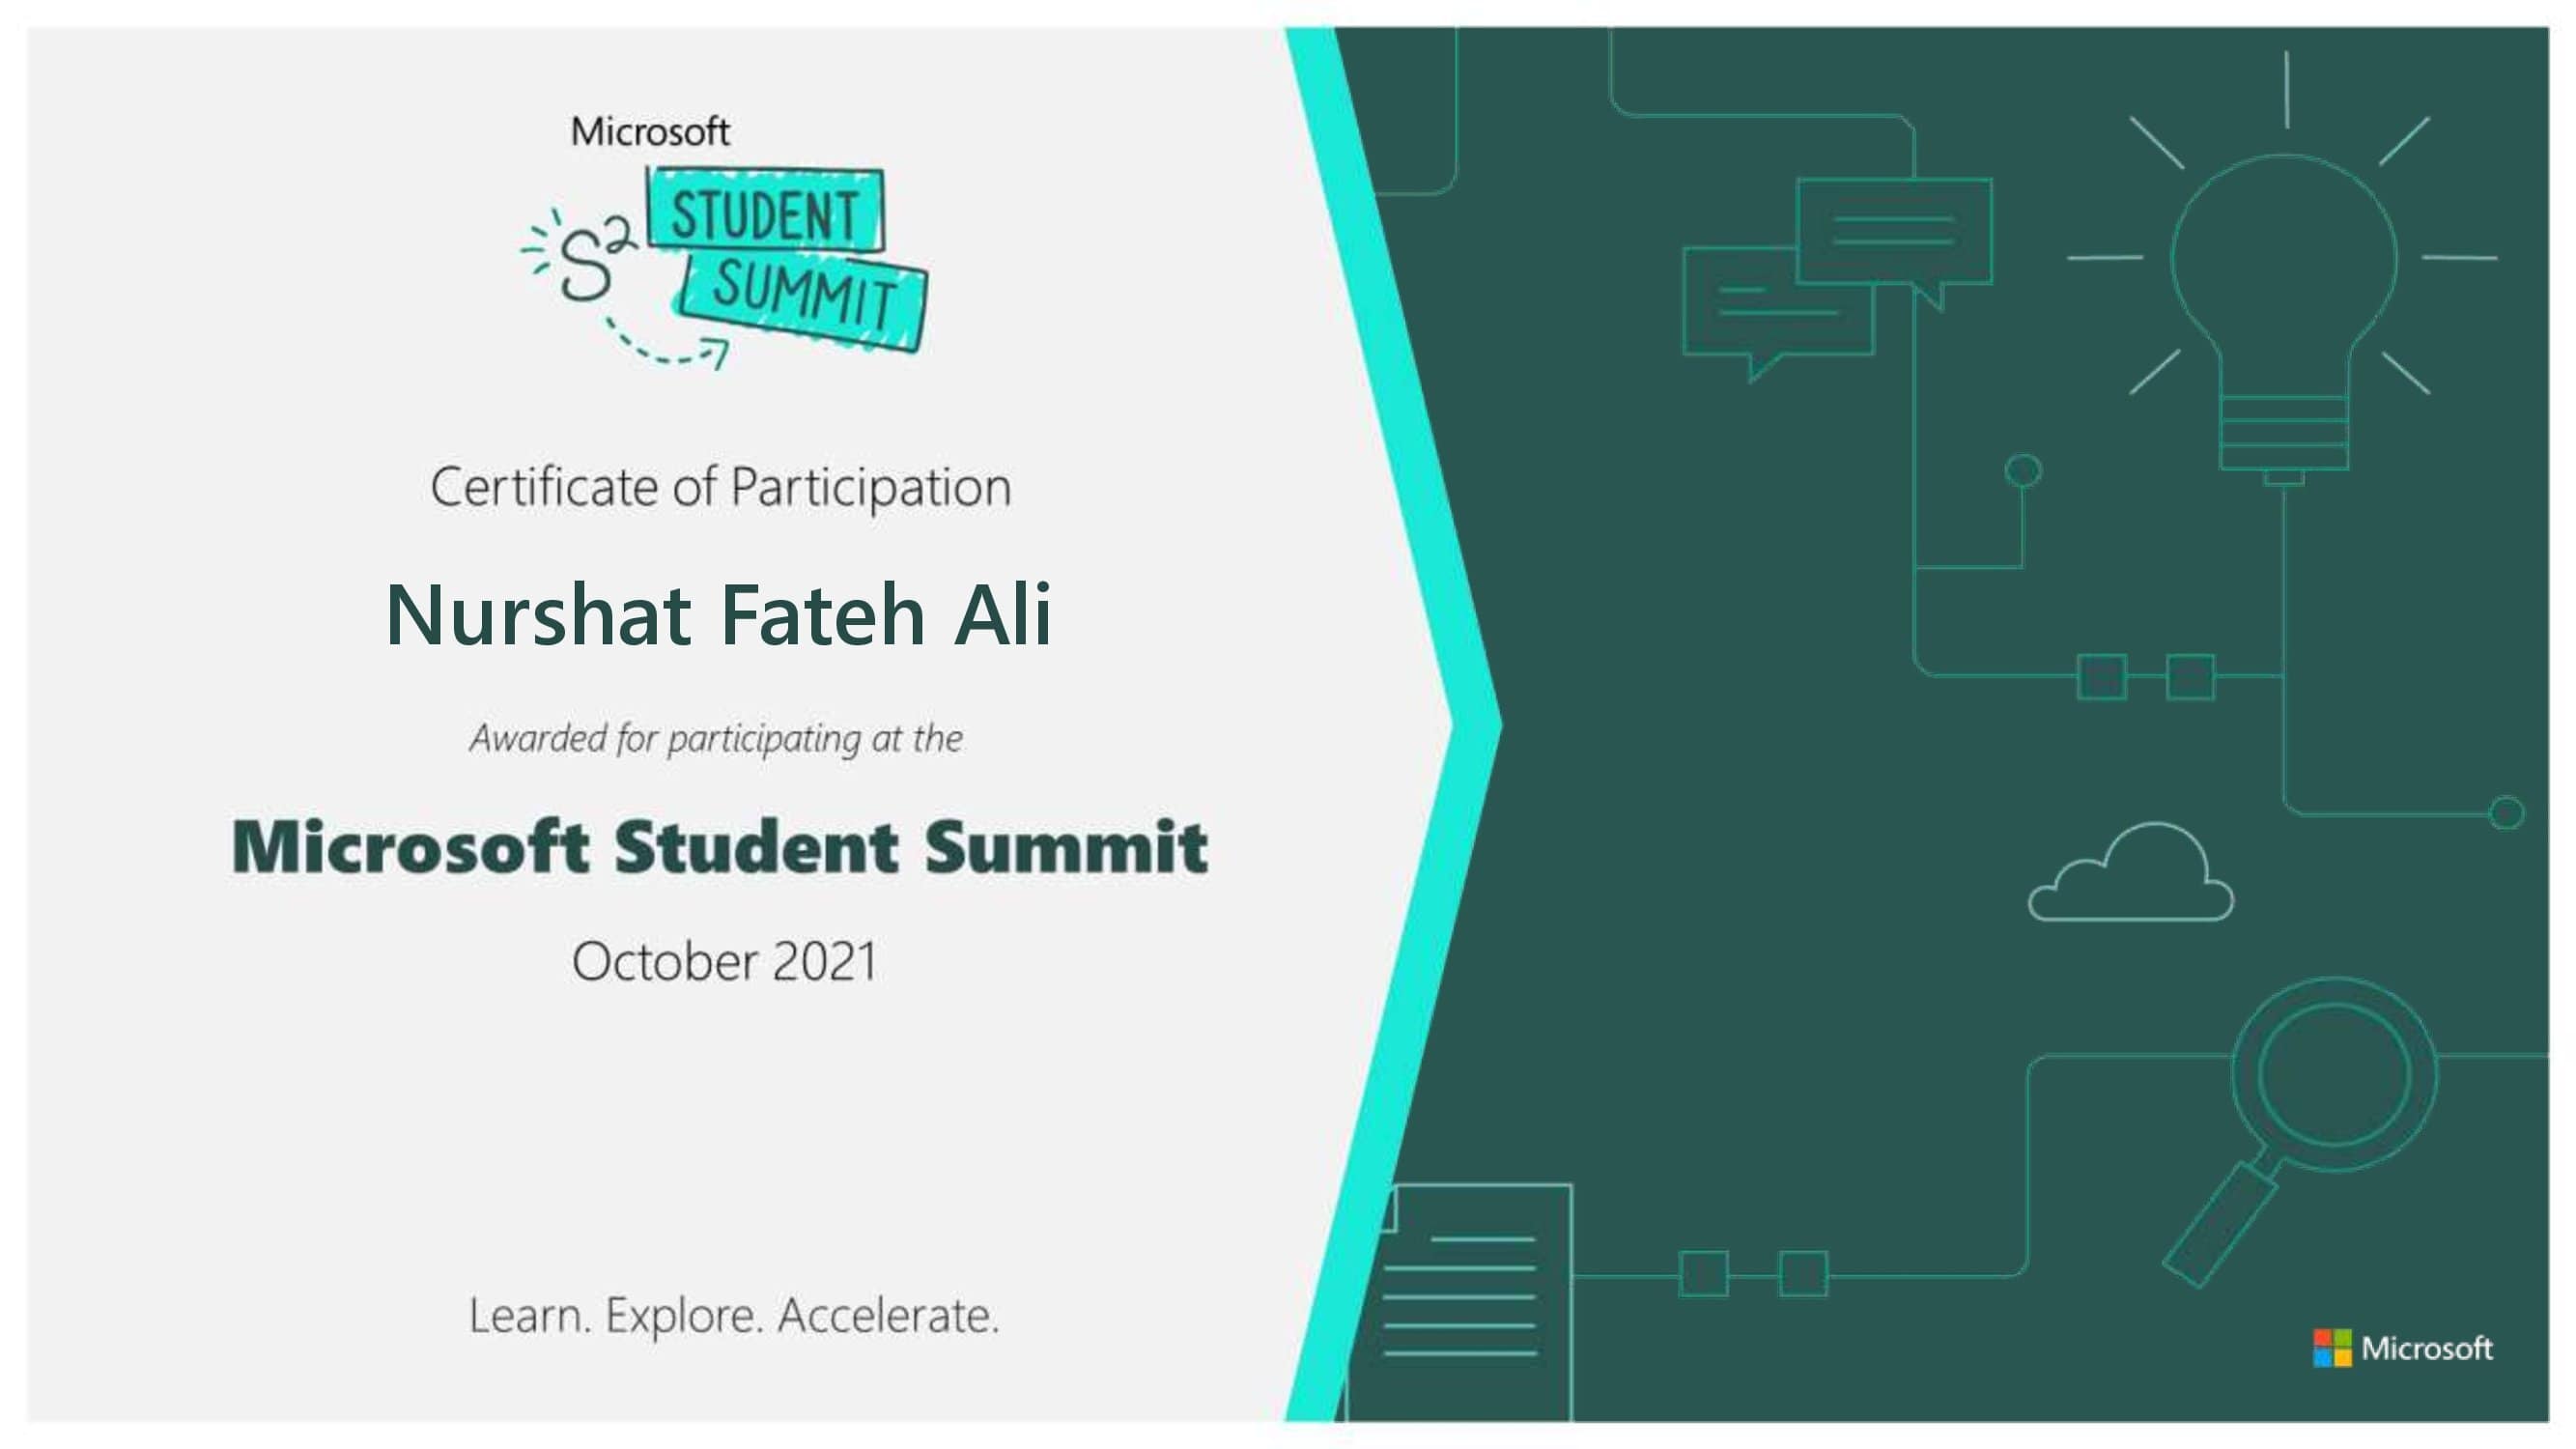 Microsoft
S² STUDENT
SUMMIT
Certificate of Participation
Nurshat Fateh Ali
Awarded for participating at the
Microsoft Student Summit
October 2021
Learn. Explore. Accelerate.
Microsoft